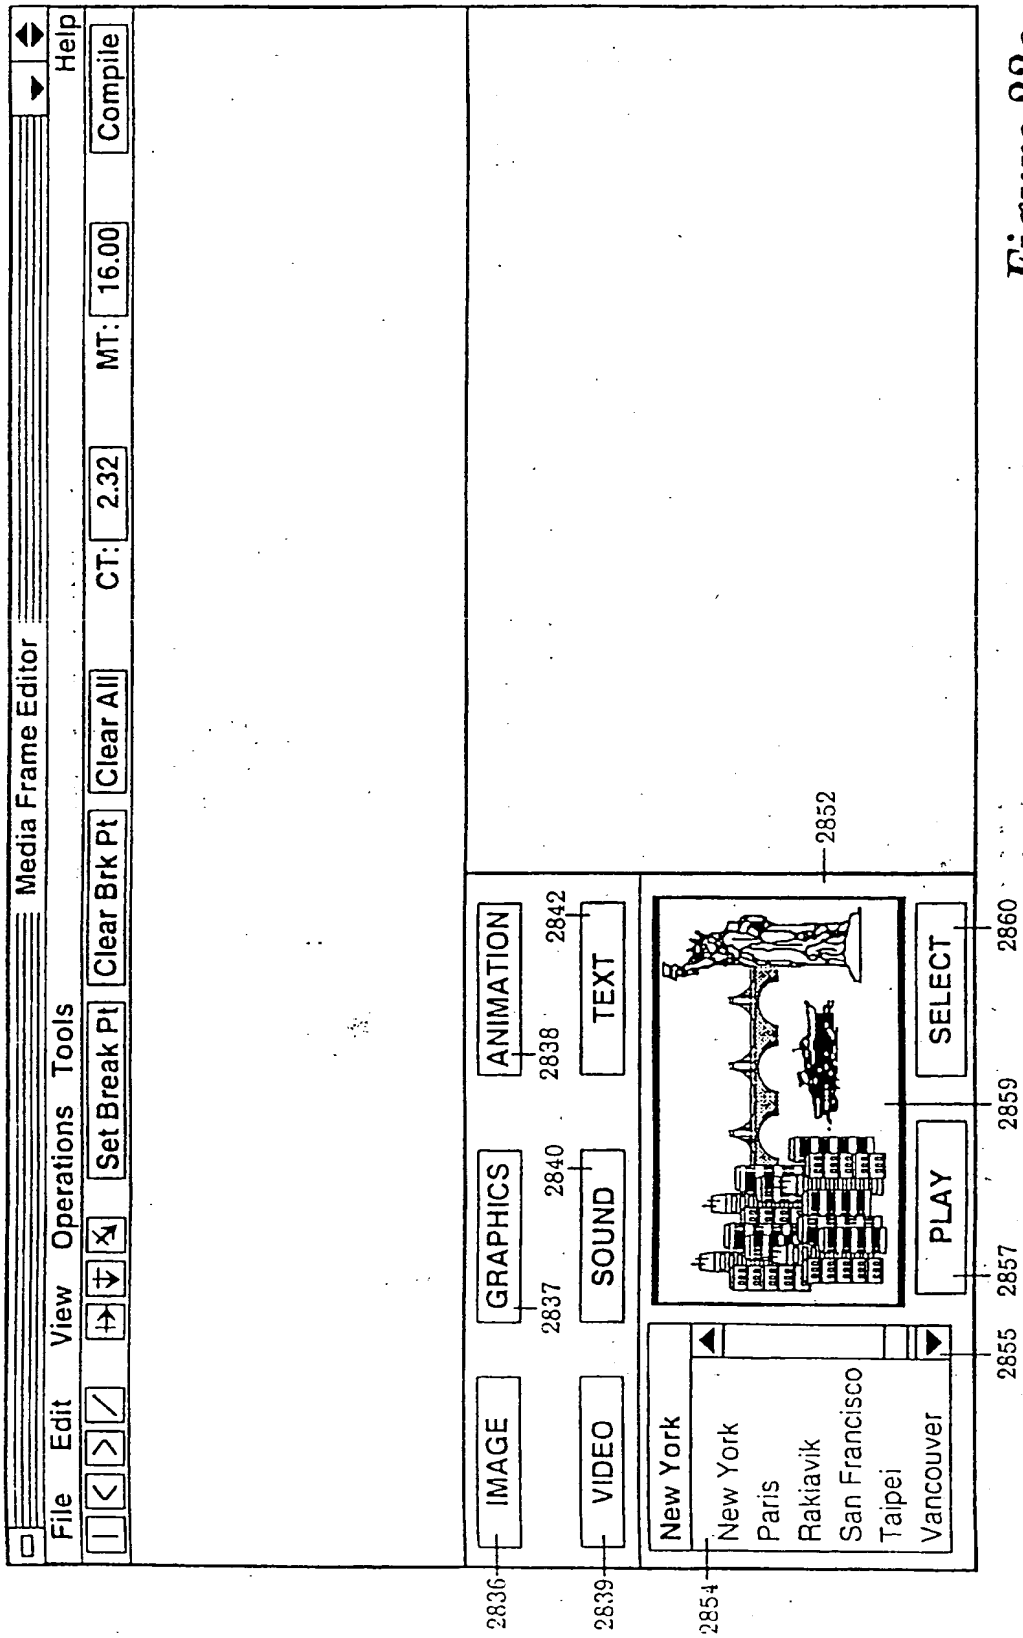 Media Frame Editor
File Edit View Operations Tools Help
Set Break Pt Clear Brk Pt Clear All CT: 2.32 MT: 16.00 Compile
2836 IMAGE GRAPHICS ANIMATION
2837 2838
2840 2842
2839 VIDEO SOUND TEXT
2854 New York
New York
Paris
Rakiavik
San Francisco
Taipei
Vancouver
2852
PLAY SELECT
2855 2857 2859 2860